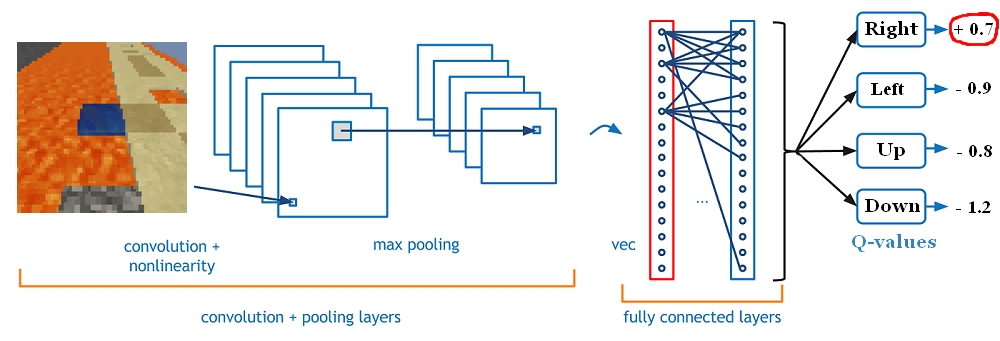 Right
+ 0.7
Left
- 0.9
Up
- 0.8
Down
- 1.2
Q-values
convolution +
nonlinearity
max pooling
vec
...
convolution + pooling layers
fully connected layers